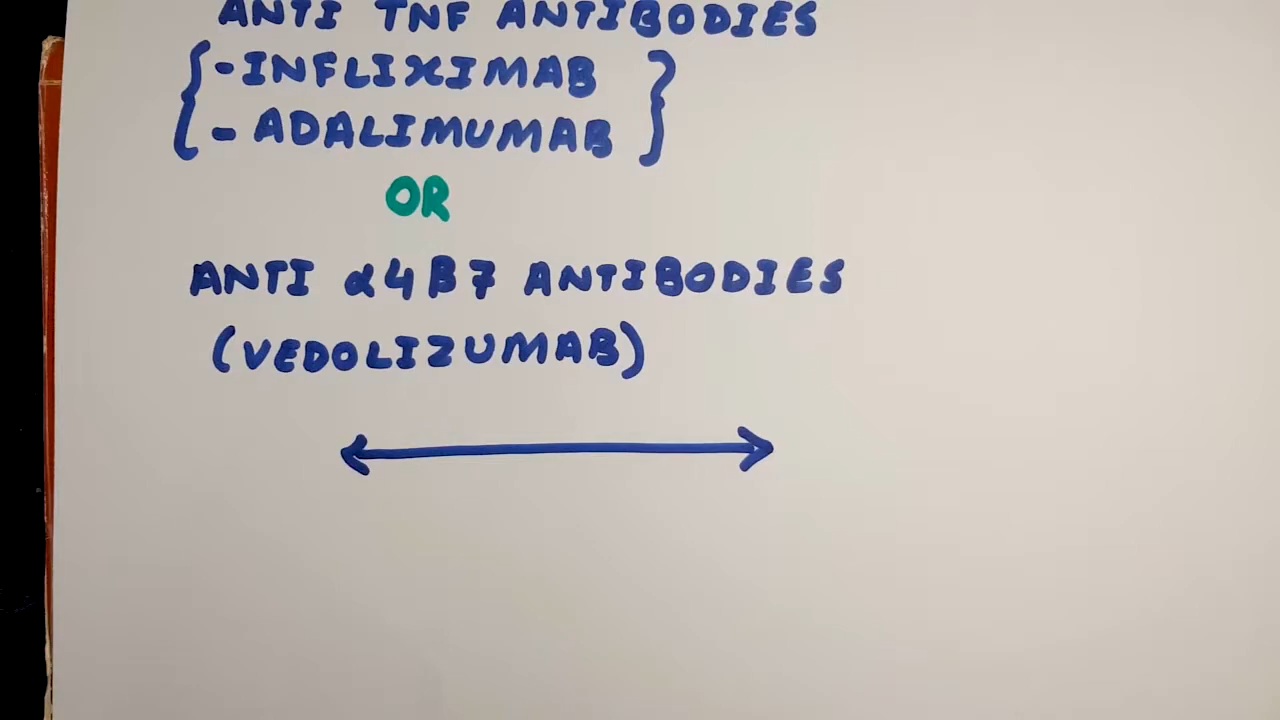 ANTI TNF ANTIBODIES
- INFLIXIMAB
- ADALIMUMAB
OR
ANTI α4β7 ANTIBODIES
(VEDOLIZUMAB)